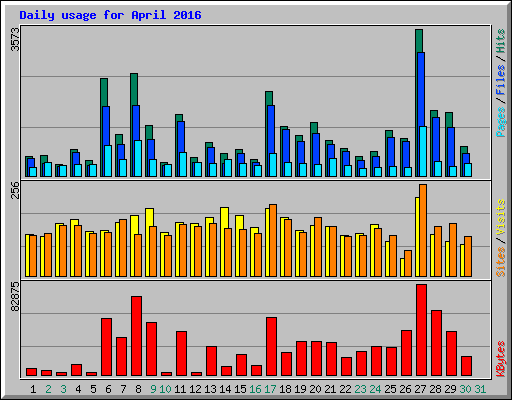 Daily usage for April 2016
3573
Pages / Files / Hits
256
Sites / Visits
82875
KBytes
1 2 3 4 5 6 7 8 9 10 11 12 13 14 15 16 17 18 19 20 21 22 23 24 25 26 27 28 29 30 31